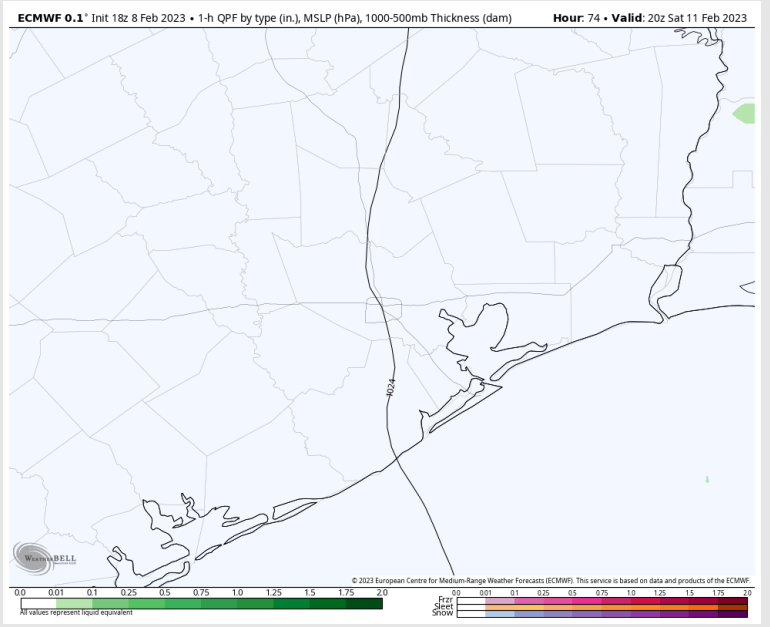 ECMWF 0.1° Init 18z 8 Feb 2023 • 1-h QPF by type (in.), MSLP (hPa), 1000-500mb Thickness (dam)
Hour: 74 • Valid: 20z Sat 11 Feb 2023
1024
WEATHERBELL
© 2023 European Centre for Medium-Range Weather Forecasts (ECMWF). This service is based on data and products of the ECMWF.
0.0 0.01 0.1 0.25 0.5 0.75 1.0 1.25 1.5 1.75 2.0
All values represent liquid equivalent
0.0 001 01 0.25 0.5 0.75 1.0 1.25 1.5 1.75 2.0
Frzr
Sleet
Snow